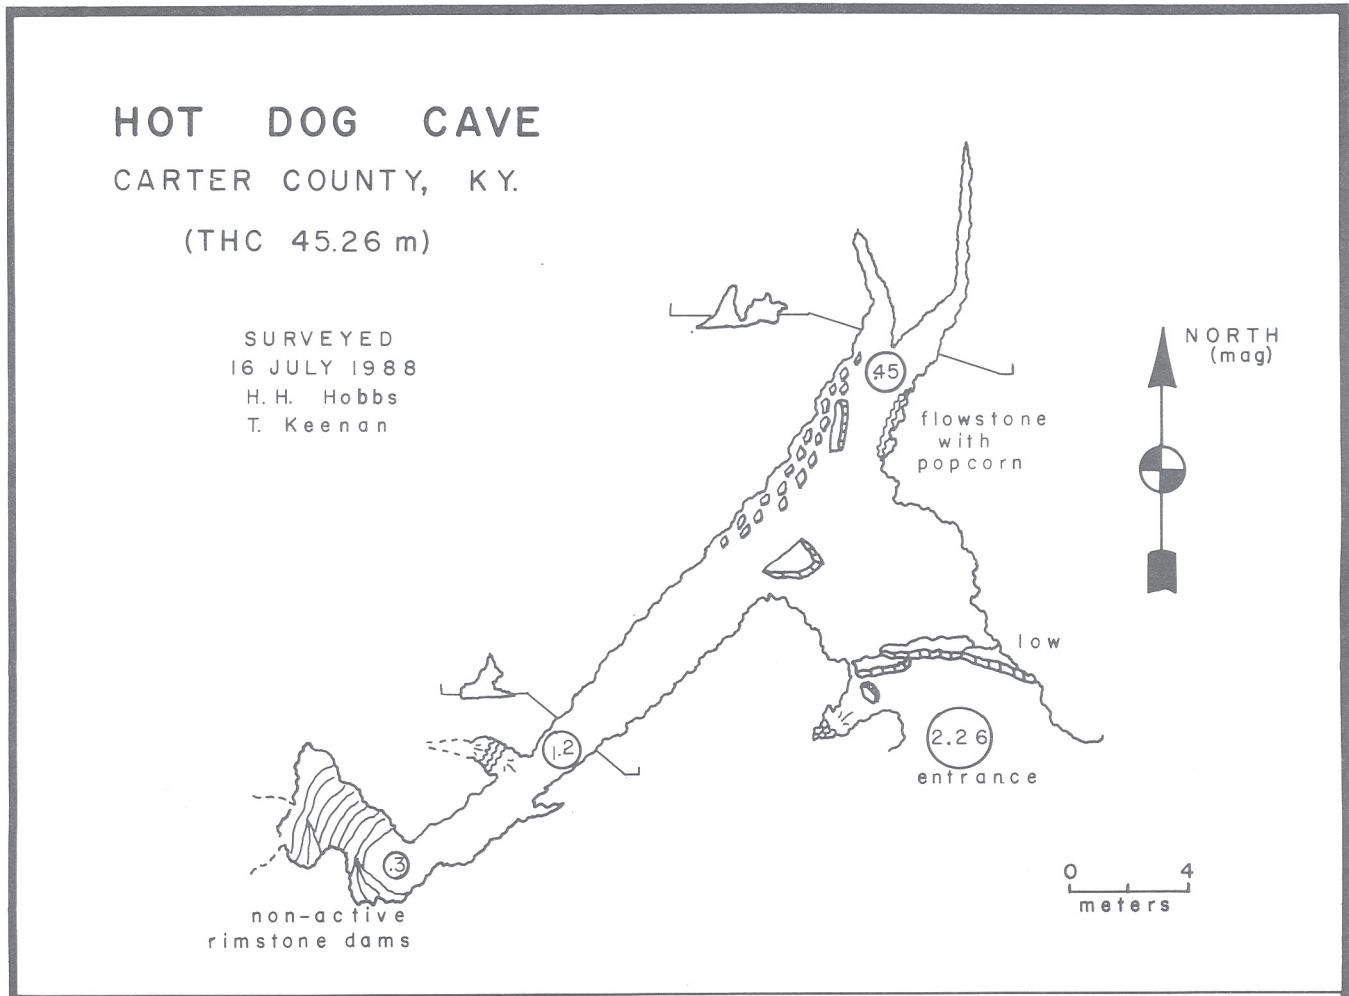 HOT DOG CAVE
CARTER COUNTY, KY.
(THC 45.26 m)
SURVEYED
16 JULY 1988
H.H. Hobbs
T. Keenan
NORTH
(mag)
.45
flowstone
with
popcorn
low
1.2
2.26
entrance
.3
non-active
rimstone dams
0 4
meters